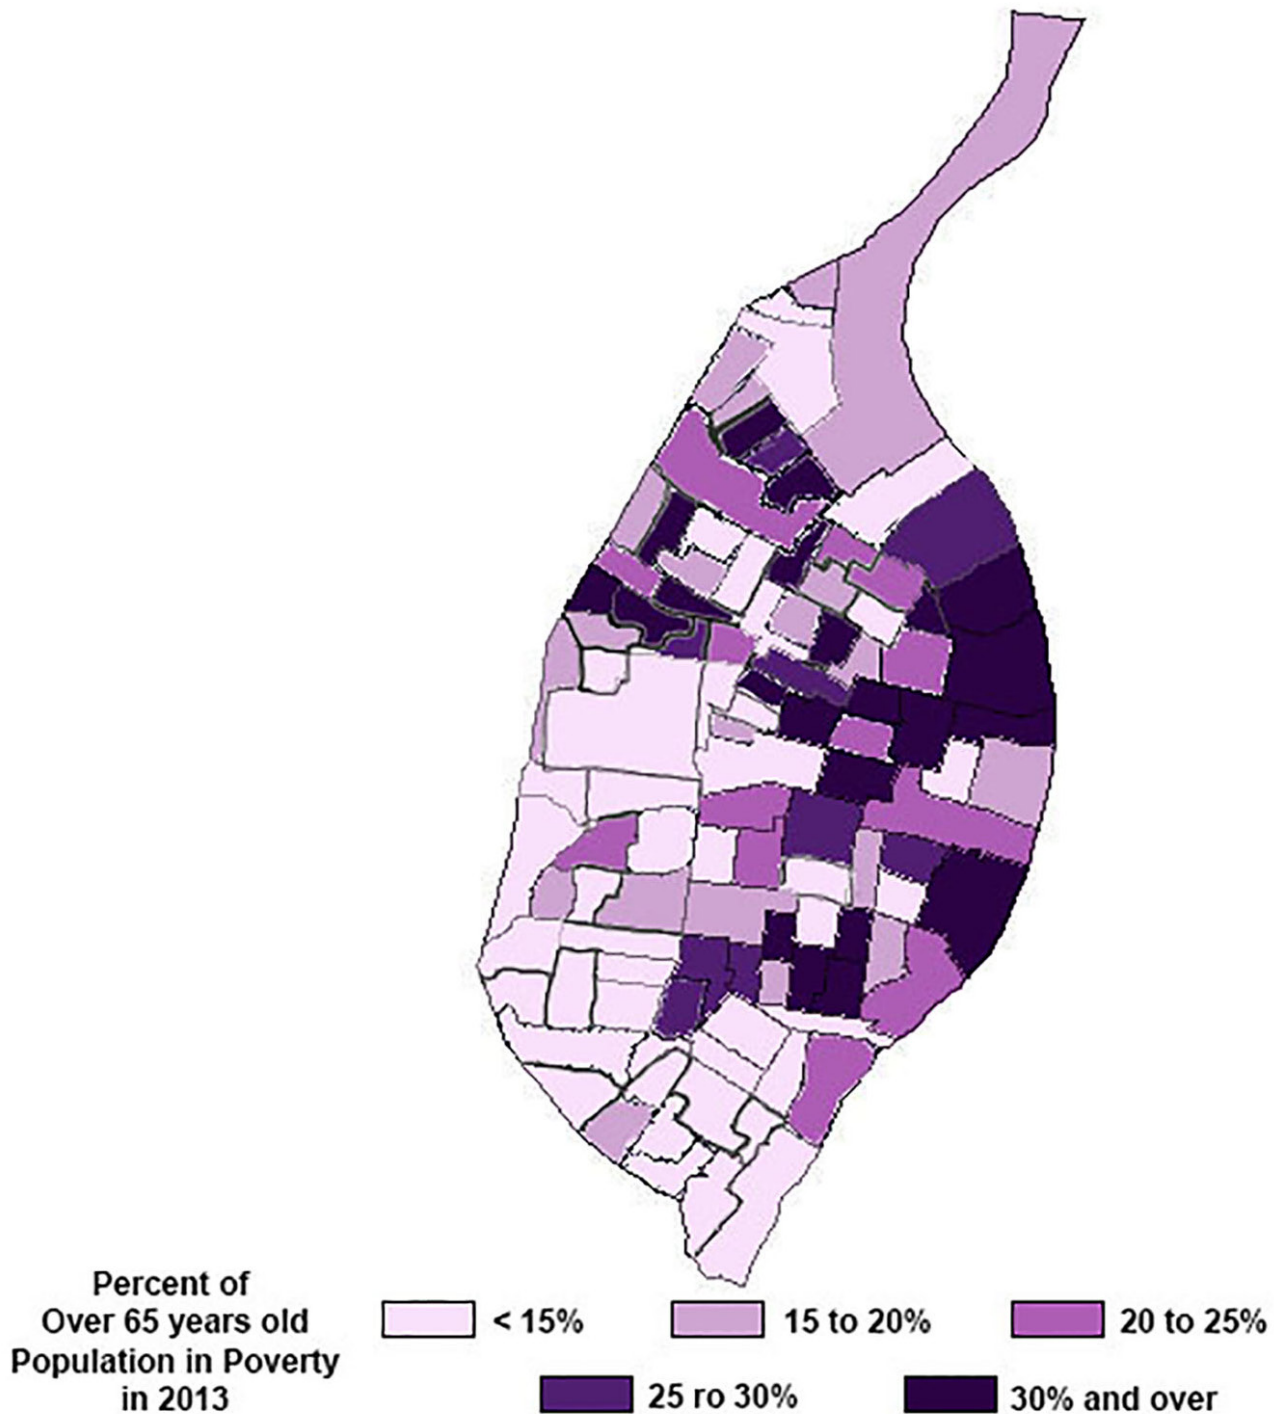 Percent of
Over 65 years old
Population in Poverty
in 2013
< 15%
15 to 20%
20 to 25%
25 ro 30%
30% and over